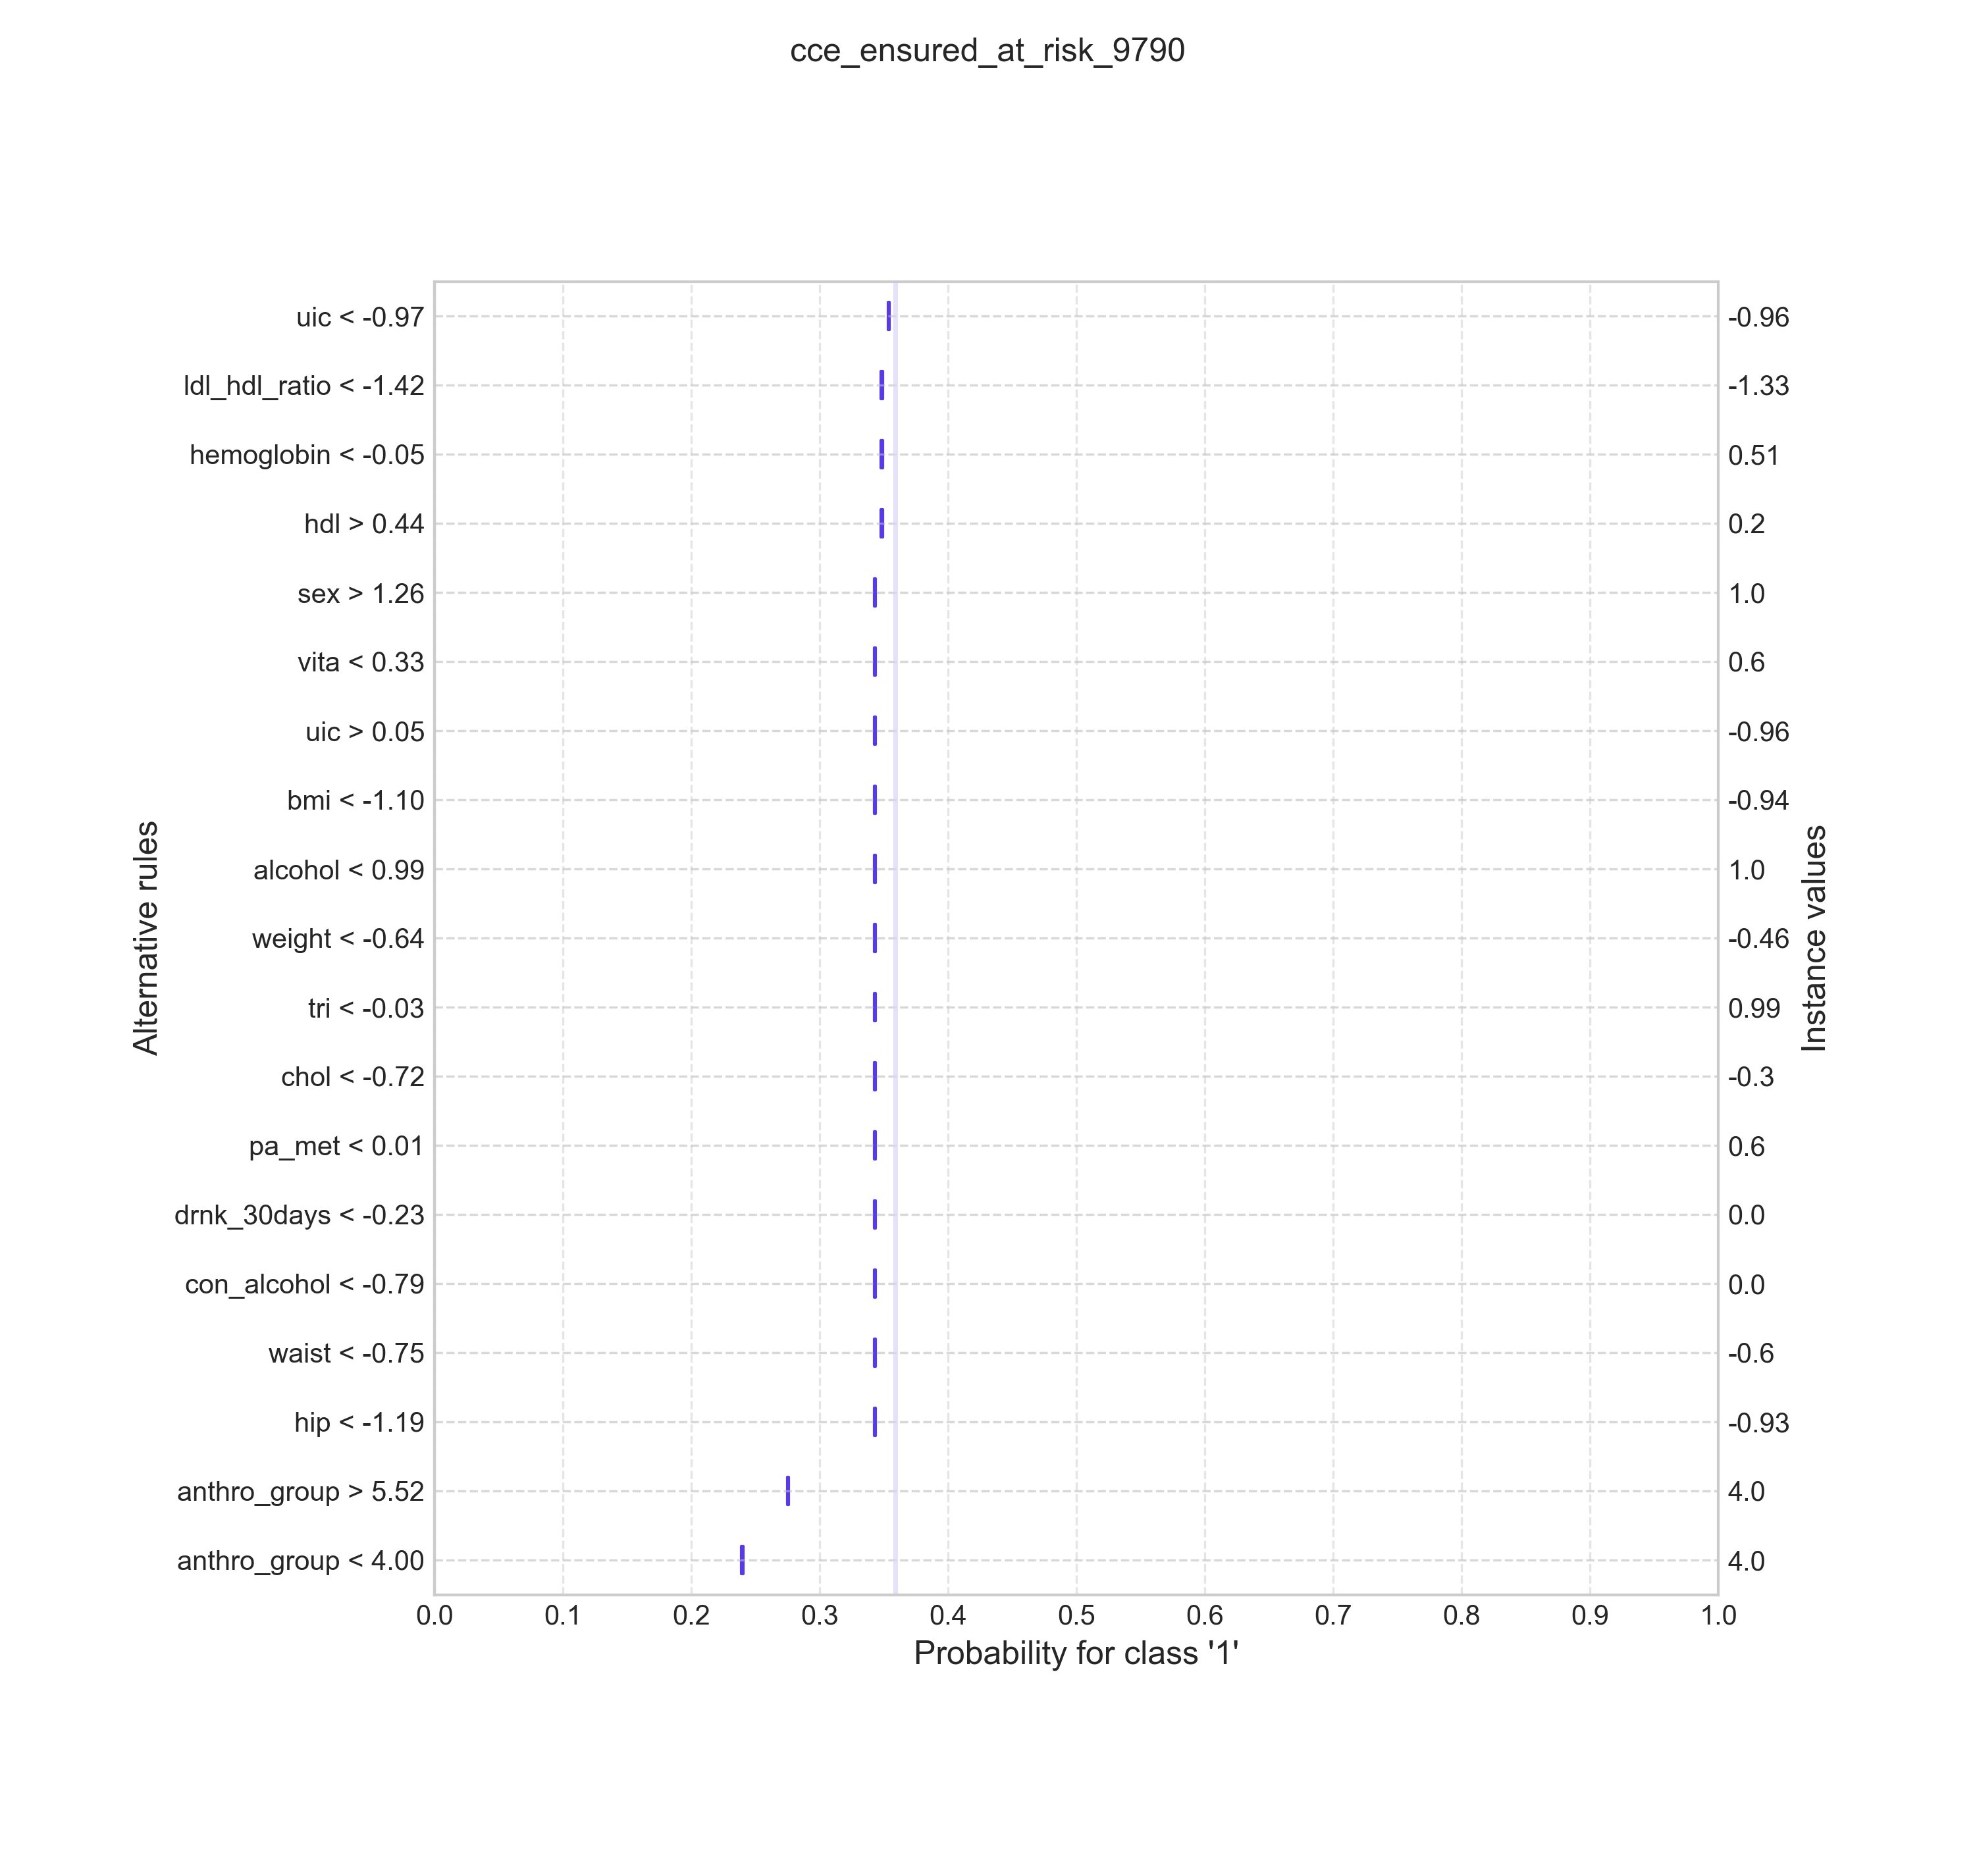 cce_ensured_at_risk_9790
uic < -0.97 -0.96
ldl_hdl_ratio < -1.42 -1.33
hemoglobin < -0.05 0.51
hdl > 0.44 0.2
sex > 1.26 1.0
vita < 0.33 0.6
uic > 0.05 -0.96
bmi < -1.10 -0.94
alcohol < 0.99 1.0
weight < -0.64 -0.46
tri < -0.03 0.99
chol < -0.72 -0.3
pa_met < 0.01 0.6
drnk_30days < -0.23 0.0
con_alcohol < -0.79 0.0
waist < -0.75 -0.6
hip < -1.19 -0.93
anthro_group > 5.52 4.0
anthro_group < 4.00 4.0
Alternative rules
Instance values
0.0 0.1 0.2 0.3 0.4 0.5 0.6 0.7 0.8 0.9 1.0
Probability for class '1'